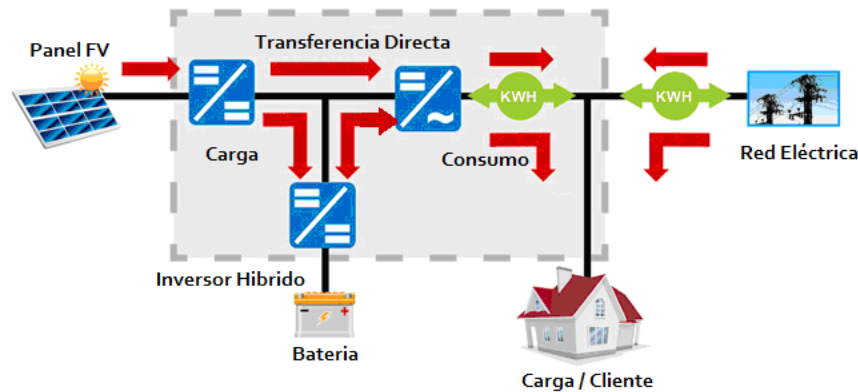 Transferencia Directa
Panel FV
KWH
KWH
Carga
Consumo
Red Eléctrica
Inversor Hibrido
Bateria
Carga / Cliente